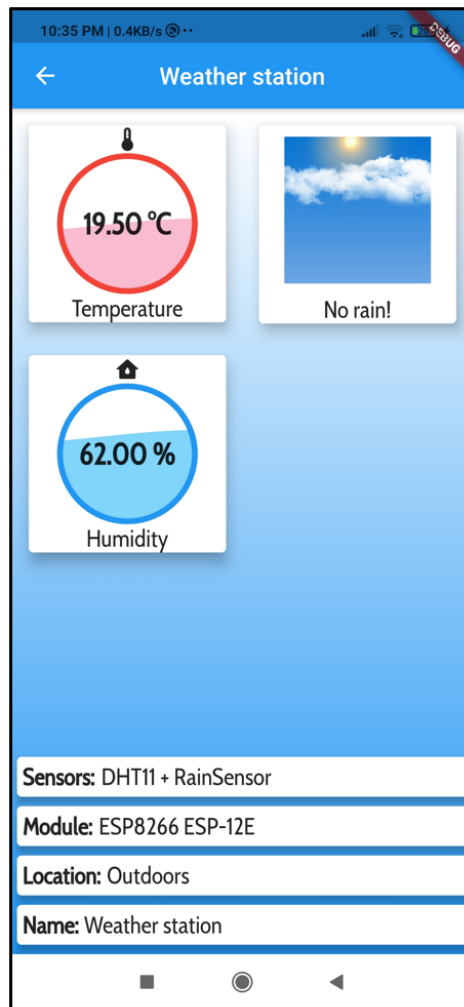 10:35 PM | 0.4KB/s
DEBUG
Weather station
19.50 °C
Temperature
No rain!
62.00 %
Humidity
Sensors: DHT11 + RainSensor
Module: ESP8266 ESP-12E
Location: Outdoors
Name: Weather station